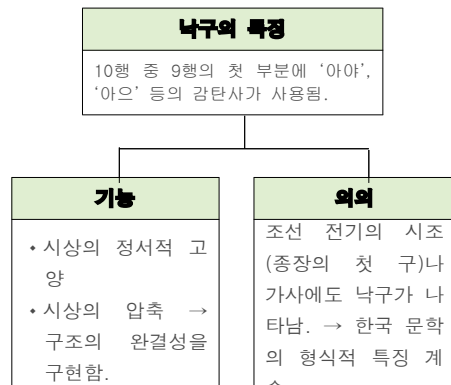 낙구의 특징
10행 중 9행의 첫 부분에 ‘아야’,
‘아으’ 등의 감탄사가 사용됨.
기능
• 시상의 정서적 고
양
• 시상의 압축 →
구조의 완결성을
구현함.
의의
조선 전기의 시조
(종장의 첫 구)나
가사에도 낙구가 나
타남. → 한국 문학
의 형식적 특징 계